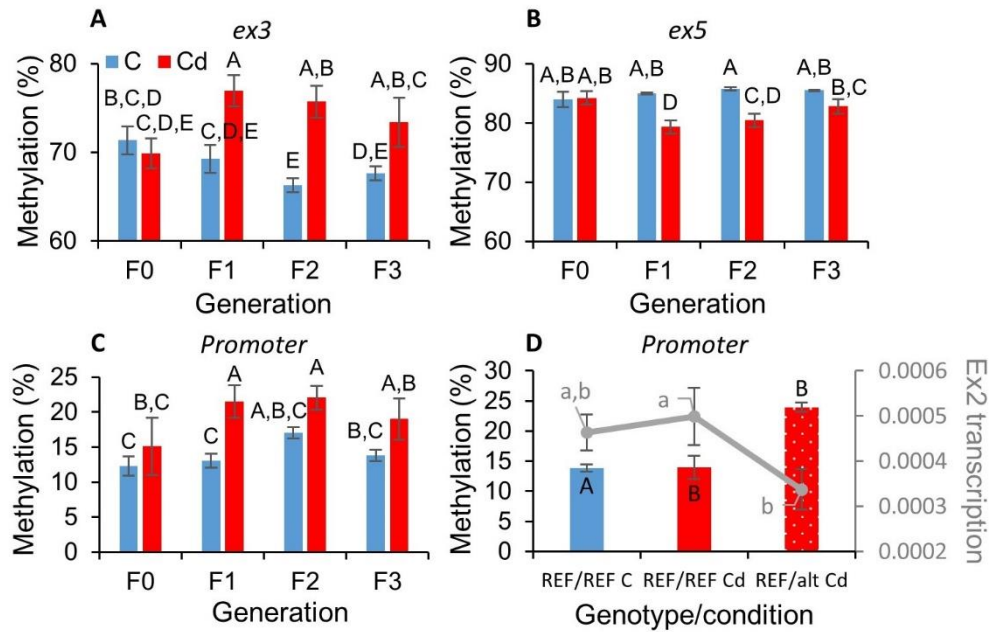 A
ex3
C Cd
Methylation (%)
80
70
60
B,C,D
C,D,E
C,D,E
A
E
A,B
D,E
A,B,C
F0 F1 F2 F3
Generation
B
ex5
Methylation (%)
95
90
80
90
60
A,B A,B
A,B
D
A
C,D
A,B
B,C
F0 F1 F2 F3
Generation
C
Promoter
Methylation (%)
25
20
15
10
5
0
C
B,C
C
A
A,B,C
A
B,C
A,B
F0 F1 F2 F3
Generation
D
Promoter
Methylation (%)
30
25
20
15
10
5
0
a,b
a
b
A
B
B
0.0006
0.0005
0.0004
0.0003
0.0002
Ex2 transcription
REF/REF C REF/REF Cd REF/alt Cd
Genotype/condition